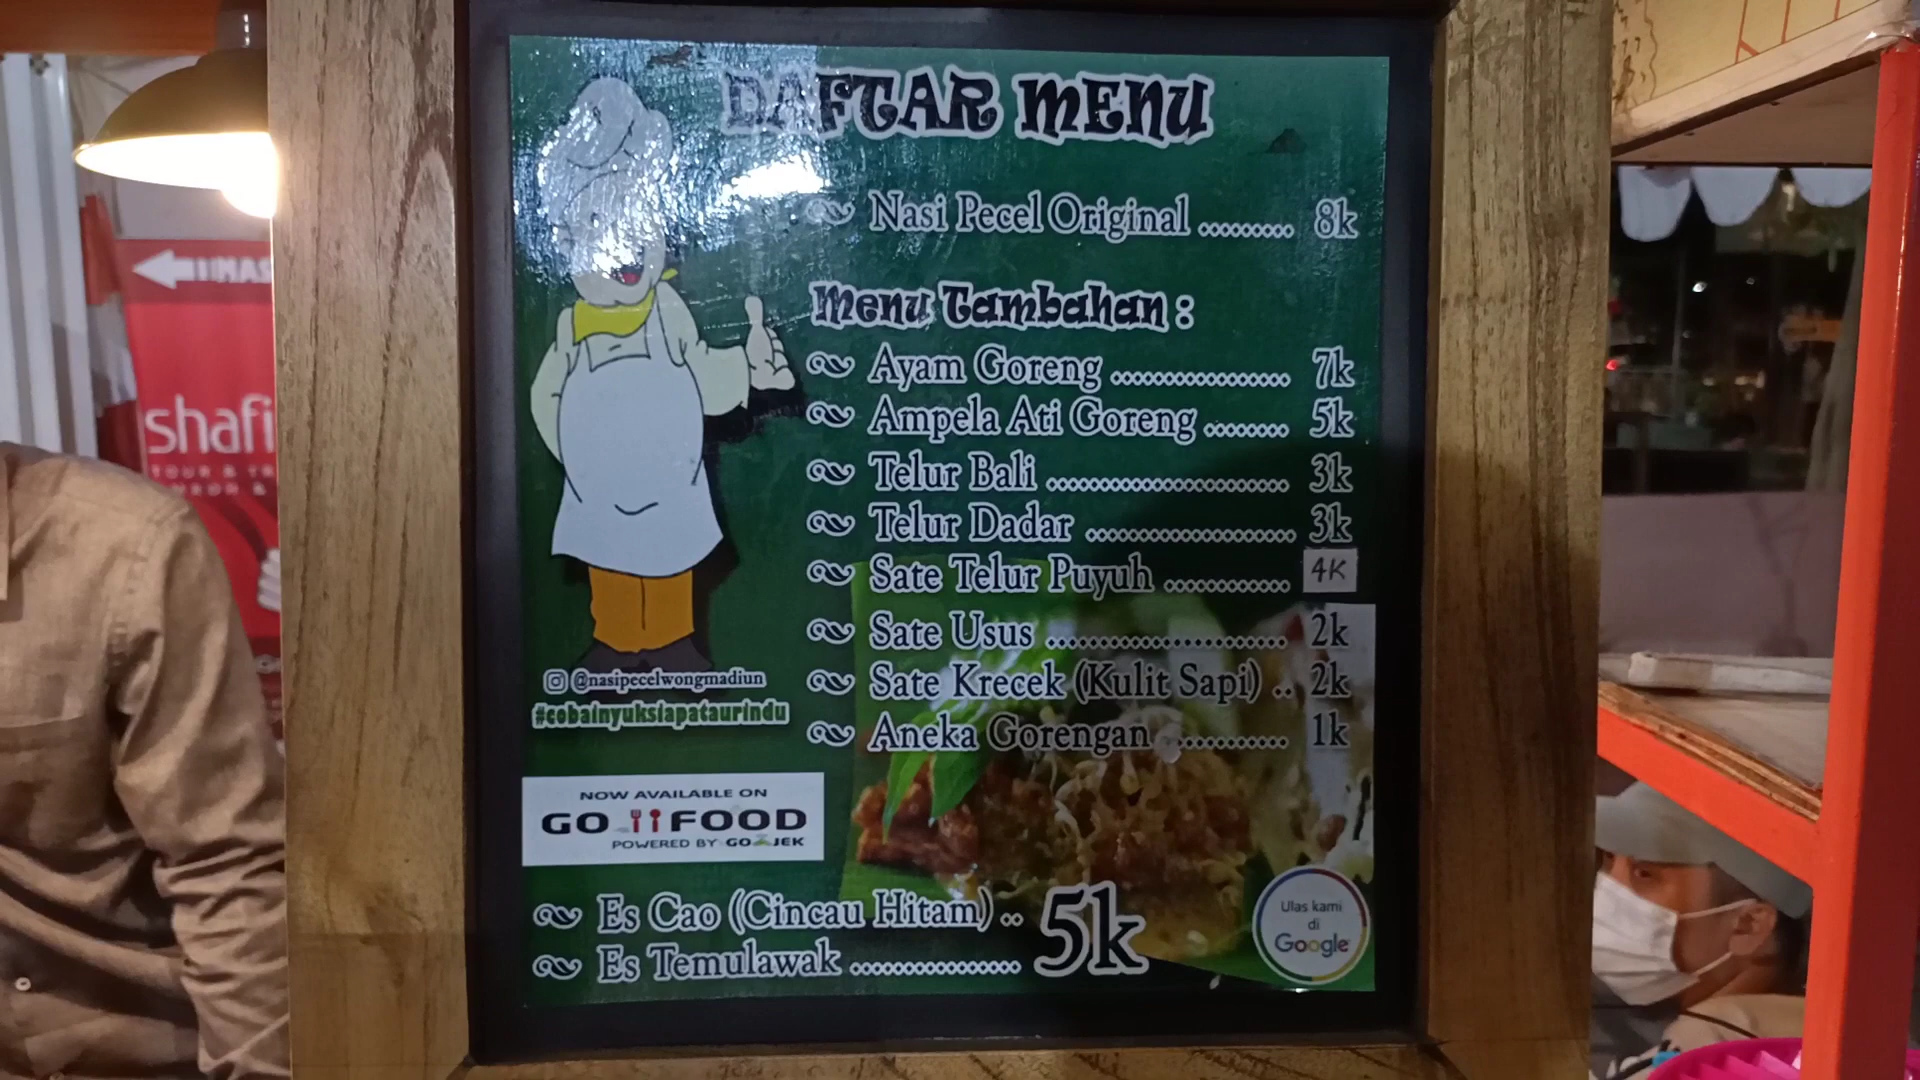 DAFTAR MENU
Nasi Pecel Original ......... 8k
Menu Tambahan :
Ayam Goreng ................. 7k
Ampela Ati Goreng ........ 5k
Telur Bali ....................... 3k
Telur Dadar .................... 3k
Sate Telur Puyuh ............ 4K
Sate Usus ....................... 2k
Sate Krecek (Kulit Sapi) .. 2k
Aneka Gorengan ............ 1k
@nasipecelwongmadiun
#cobainyuksiapataurindu
NOW AVAILABLE ON
GO FOOD
POWERED BY GOJEK
Es Cao (Cincau Hitam) .. 5k
Es Temulawak ................
Ulas kami
di
Google
shafi
TOUR & TR